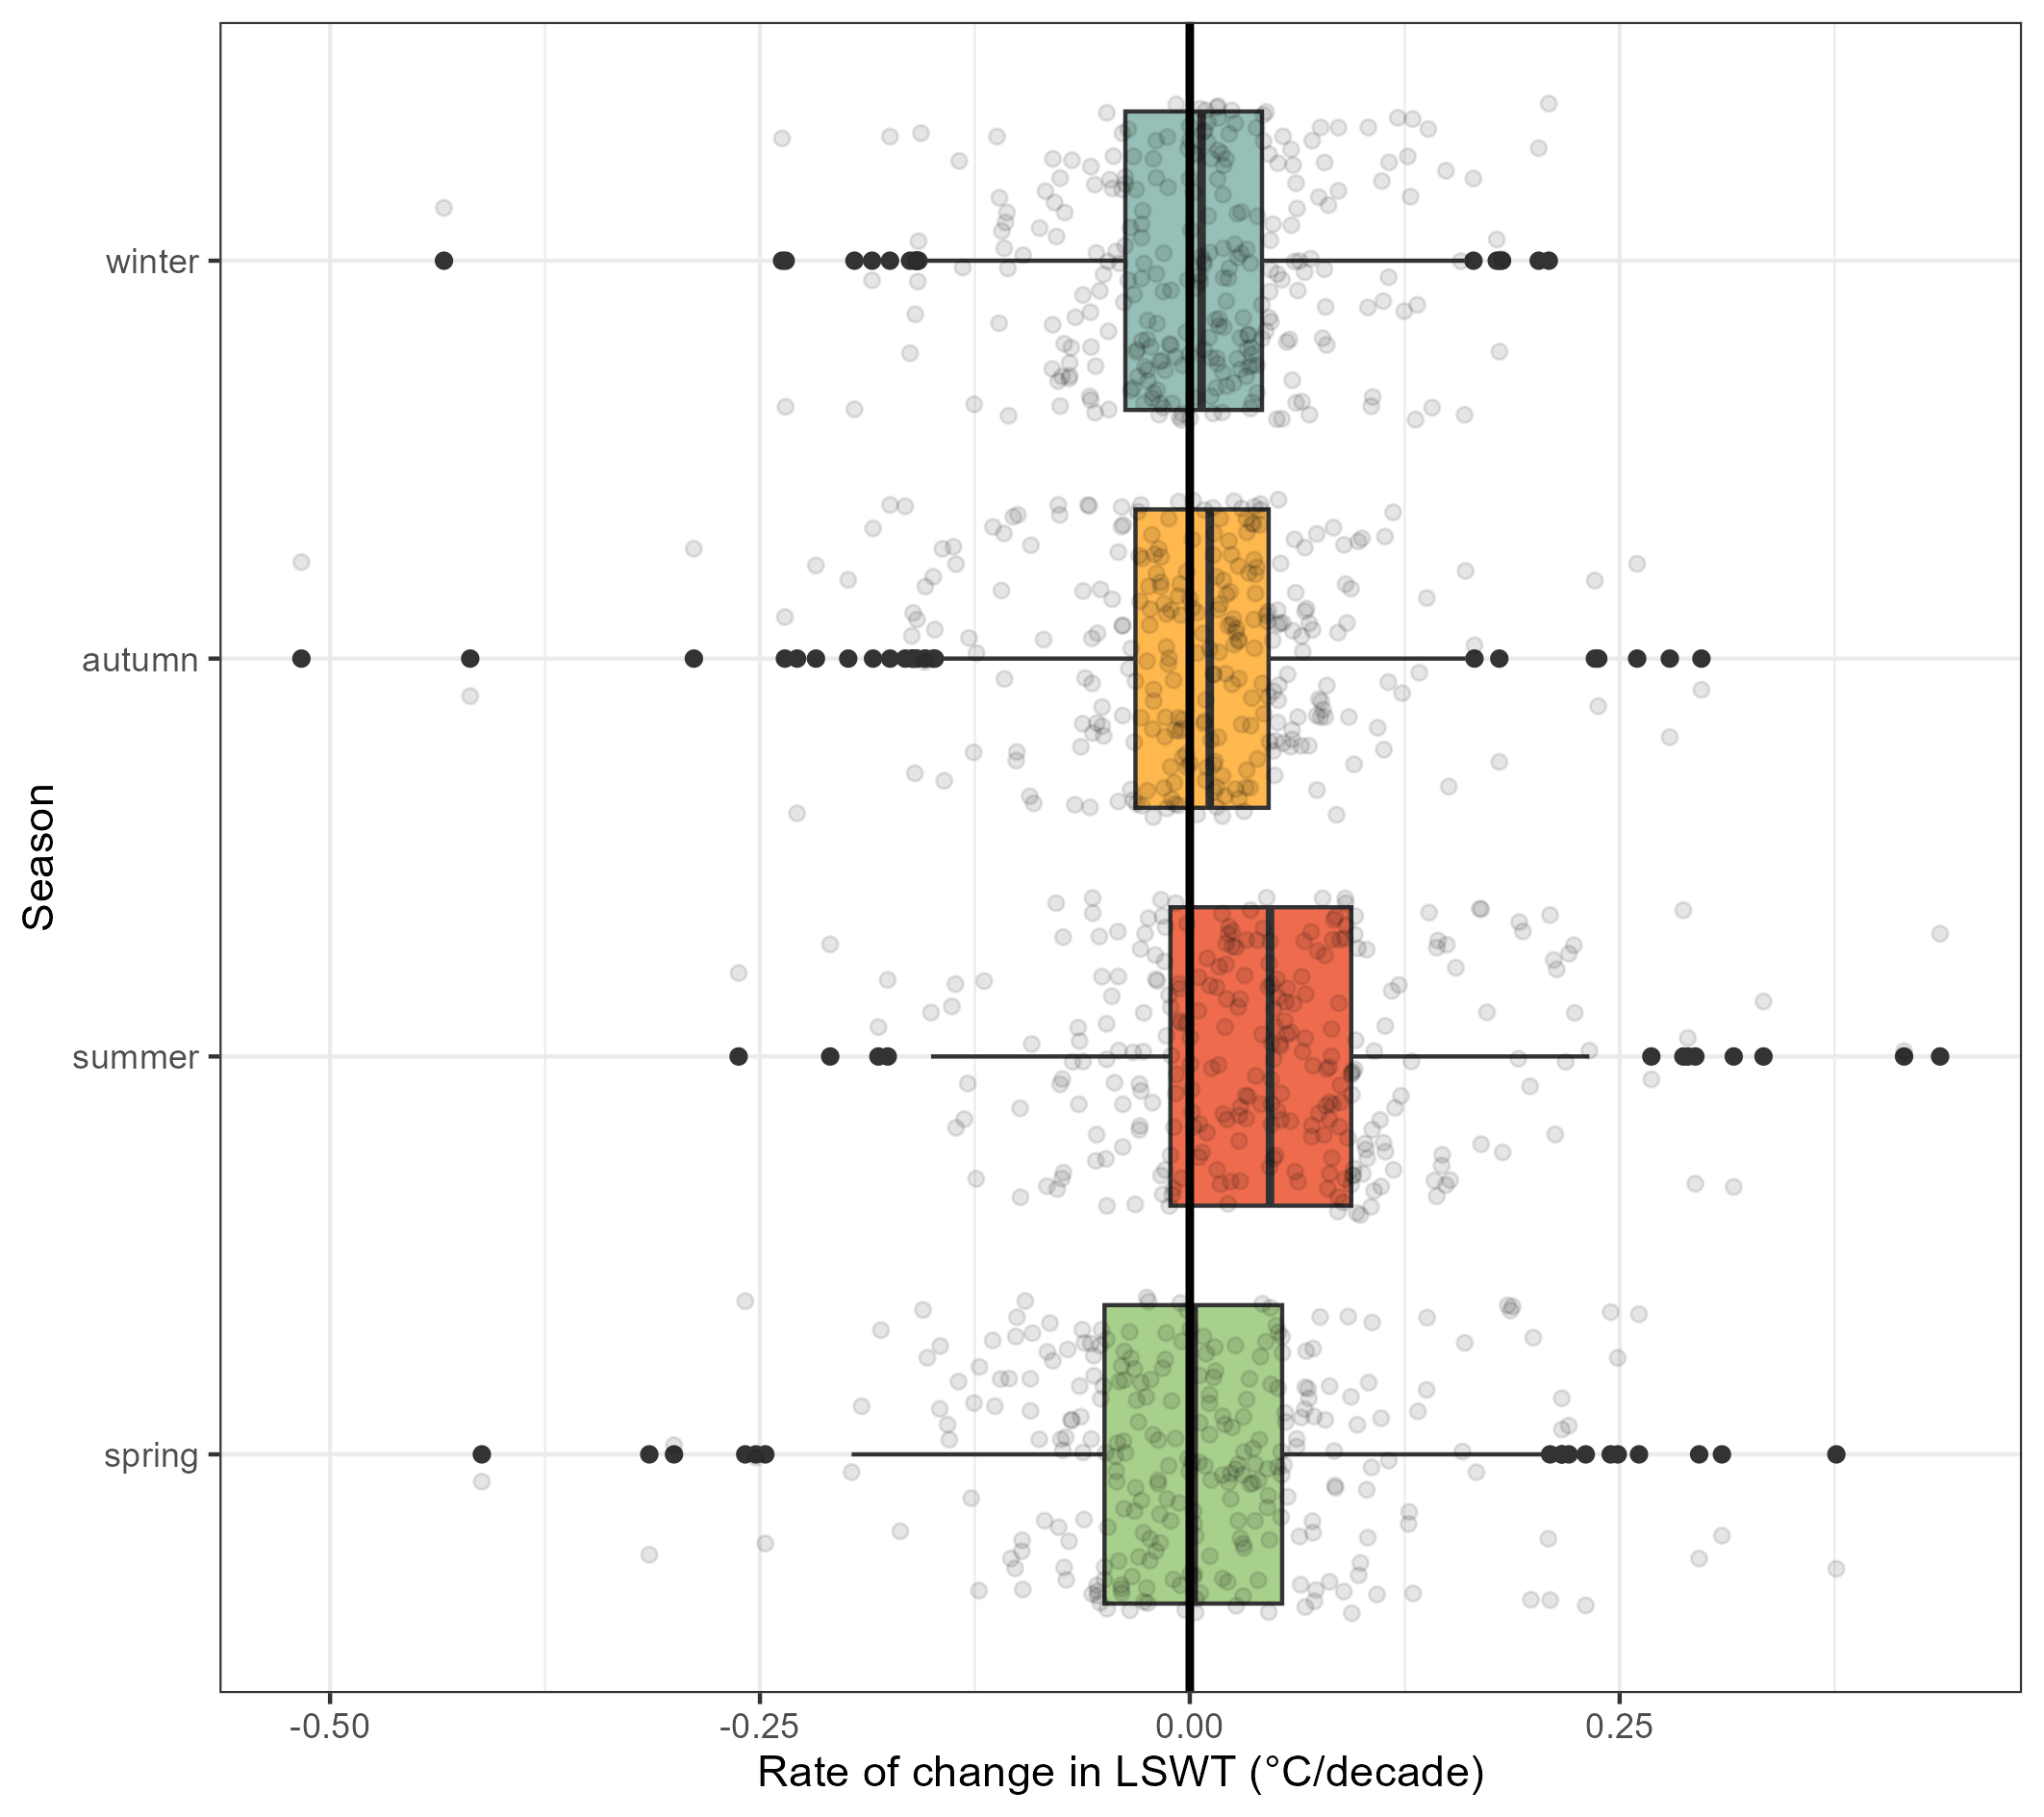 winter
autumn
summer
spring
Season
-0.50
-0.25
0.00
0.25
Rate of change in LSWT (°C/decade)